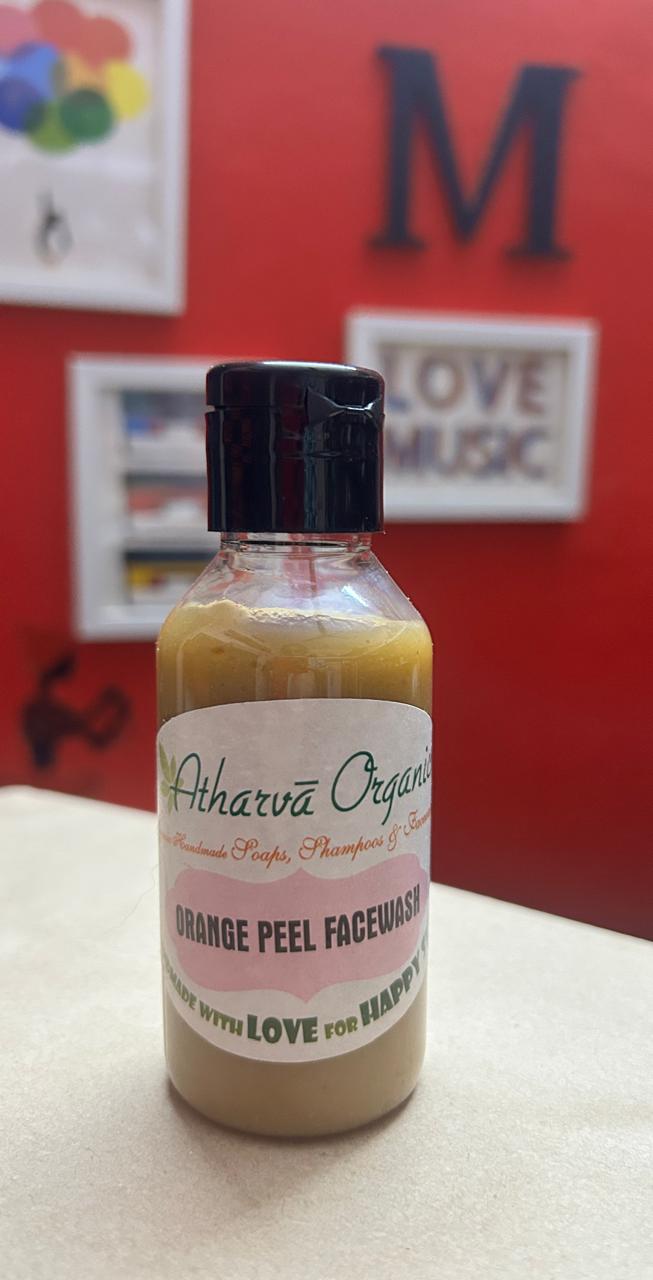 M
LOVE
MUSIC
Atharvā Organic
Handmade Soaps, Shampoos &
ORANGE PEEL FACEWASH
MADE WITH LOVE FOR HAPPY